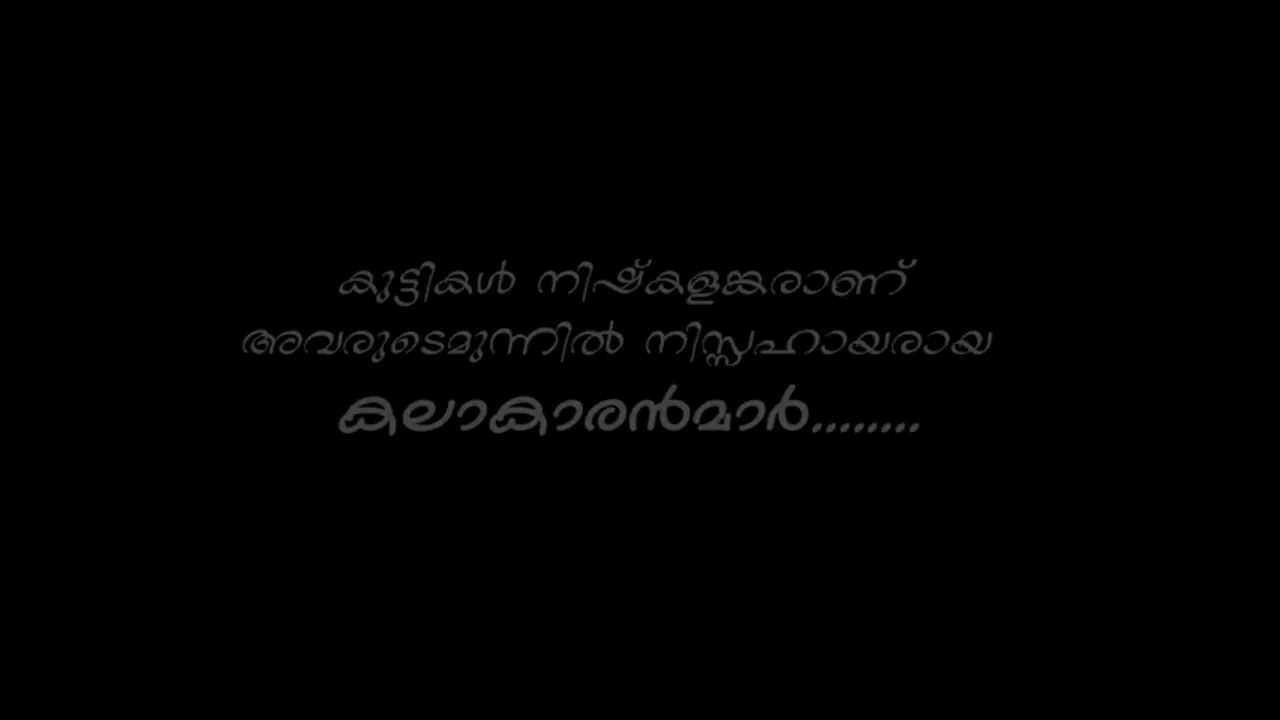 കുട്ടികൾ നിഷ്കളങ്കരാണ്
അവരുടെമുന്നിൽ നിസ്സഹായരായ
കലാകാരൻമാർ........